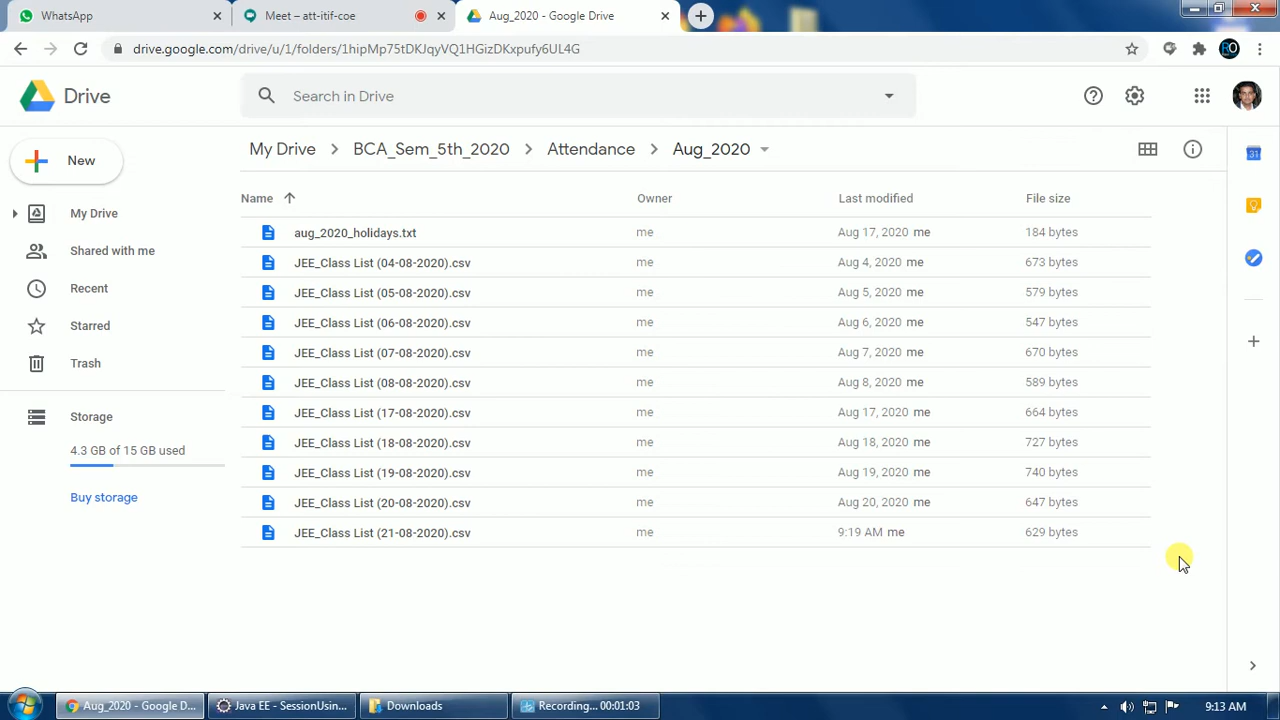 WhatsApp
Meet – att-itif-coe
Aug_2020 - Google Drive
drive.google.com/drive/u/1/folders/1hipMp75tDKJqyVQ1HGizDKxpufy6UL4G
RO
Drive
Search in Drive
New
My Drive
Shared with me
Recent
Starred
Trash
Storage
4.3 GB of 15 GB used
Buy storage
My Drive > BCA_Sem_5th_2020 > Attendance > Aug_2020
Name Owner Last modified File size
aug_2020_holidays.txt me Aug 17, 2020 me 184 bytes
JEE_Class List (04-08-2020).csv me Aug 4, 2020 me 673 bytes
JEE_Class List (05-08-2020).csv me Aug 5, 2020 me 579 bytes
JEE_Class List (06-08-2020).csv me Aug 6, 2020 me 547 bytes
JEE_Class List (07-08-2020).csv me Aug 7, 2020 me 670 bytes
JEE_Class List (08-08-2020).csv me Aug 8, 2020 me 589 bytes
JEE_Class List (17-08-2020).csv me Aug 17, 2020 me 664 bytes
JEE_Class List (18-08-2020).csv me Aug 18, 2020 me 727 bytes
JEE_Class List (19-08-2020).csv me Aug 19, 2020 me 740 bytes
JEE_Class List (20-08-2020).csv me Aug 20, 2020 me 647 bytes
JEE_Class List (21-08-2020).csv me 9:19 AM me 629 bytes
31
Aug_2020 - Google D...
Java EE - SessionUsin...
Downloads
Recording... 00:01:03
9:13 AM